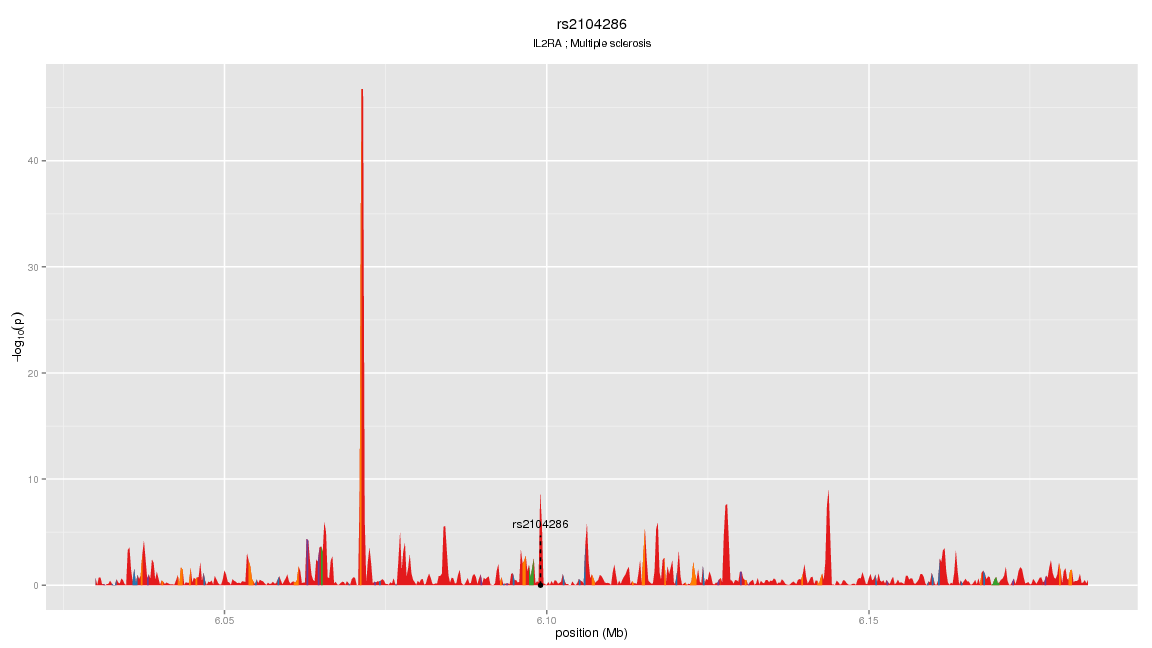 rs2104286
IL2RA ; Multiple sclerosis
−log10(p)
40
30
20
10
0
rs2104286
6.05
6.10
6.15
position (Mb)